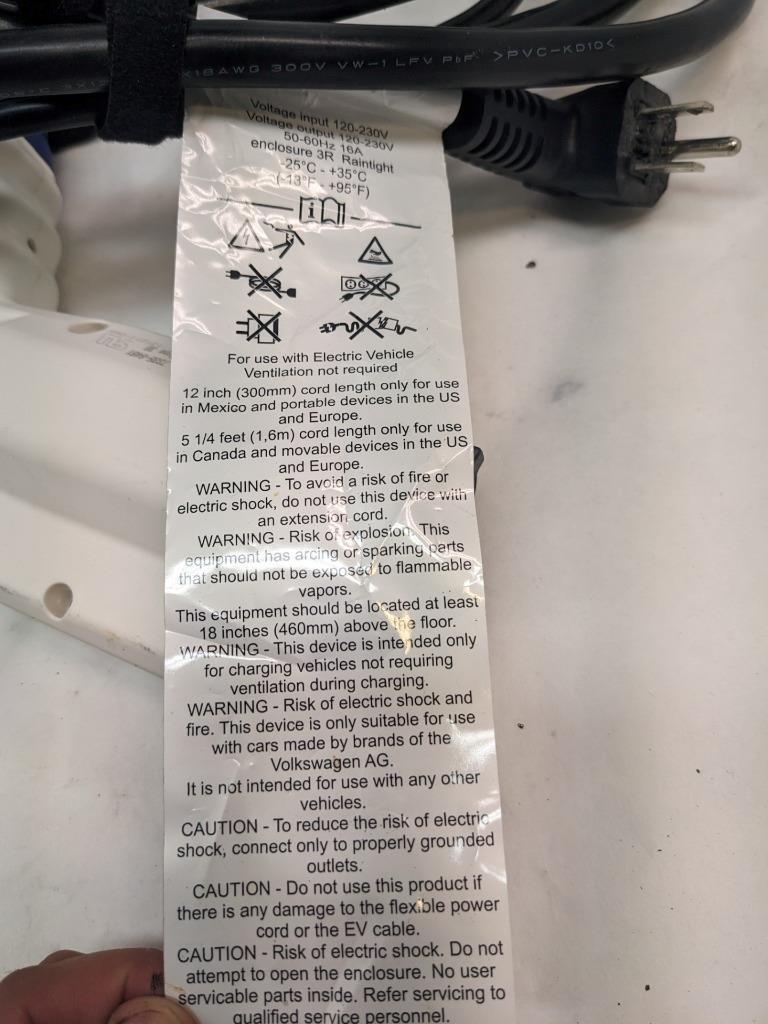 X18AWG 300V VW-1 LFV PbF >PVC-KD10<
Voltage input 120-230V
Voltage output 120-230V
50-60Hz 16A
enclosure 3R Raintight
-25°C - +35°C
(-13°F - +95°F)
For use with Electric Vehicle
Ventilation not required
12 inch (300mm) cord length only for use
in Mexico and portable devices in the US
and Europe.
5 1/4 feet (1,6m) cord length only for use
in Canada and movable devices in the US
and Europe.
WARNING - To avoid a risk of fire or
electric shock, do not use this device with
an extension cord.
WARNING - Risk of explosion. This
equipment has arcing or sparking parts
that should not be exposed to flammable
vapors.
This equipment should be located at least
18 inches (460mm) above the floor.
WARNING - This device is intended only
for charging vehicles not requiring
ventilation during charging.
WARNING - Risk of electric shock and
fire. This device is only suitable for use
with cars made by brands of the
Volkswagen AG.
It is not intended for use with any other
vehicles.
CAUTION - To reduce the risk of electric
shock, connect only to properly grounded
outlets.
CAUTION - Do not use this product if
there is any damage to the flexible power
cord or the EV cable.
CAUTION - Risk of electric shock. Do not
attempt to open the enclosure. No user
servicable parts inside. Refer servicing to
qualified service personnel.